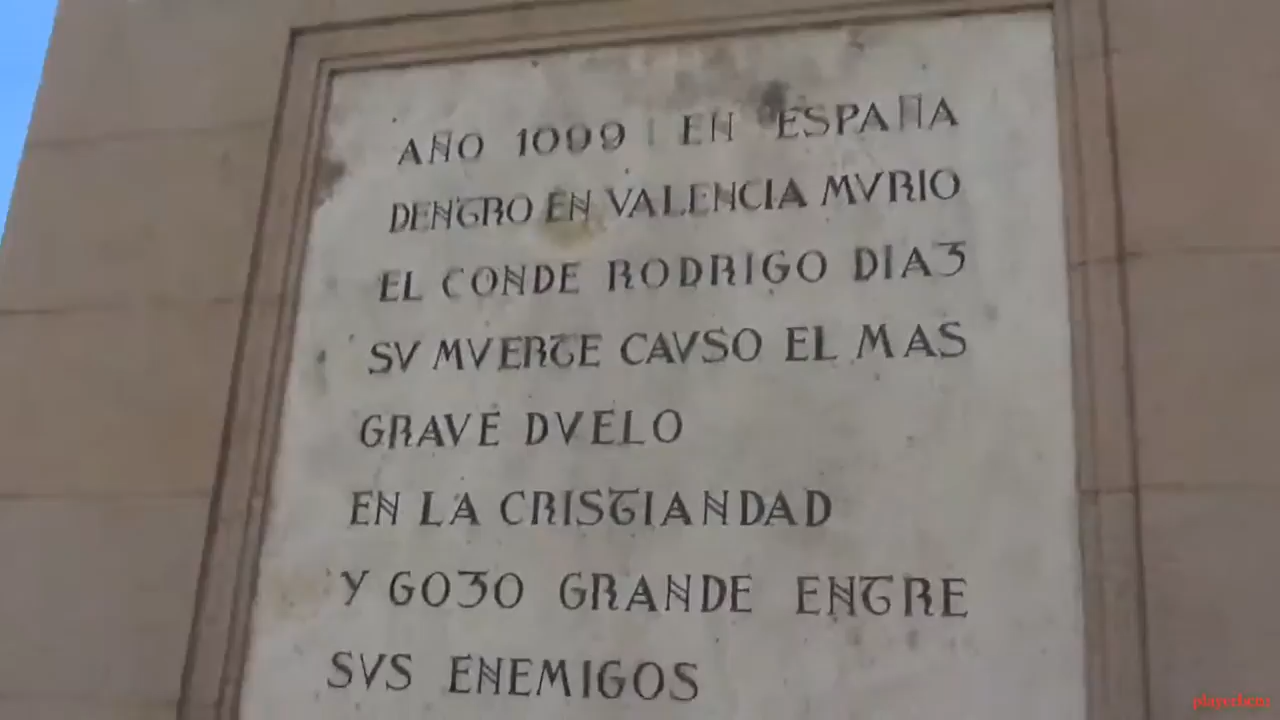 AÑO 1099 EN ESPAÑA
DENTRO EN VALENCIA MVRIO
EL CONDE RODRIGO DIAZ
SV MVERTE CAVSO EL MAS
GRAVE DVELO
EN LA CRISTIANDAD
Y GOZO GRANDE ENTRE
SVS ENEMIGOS